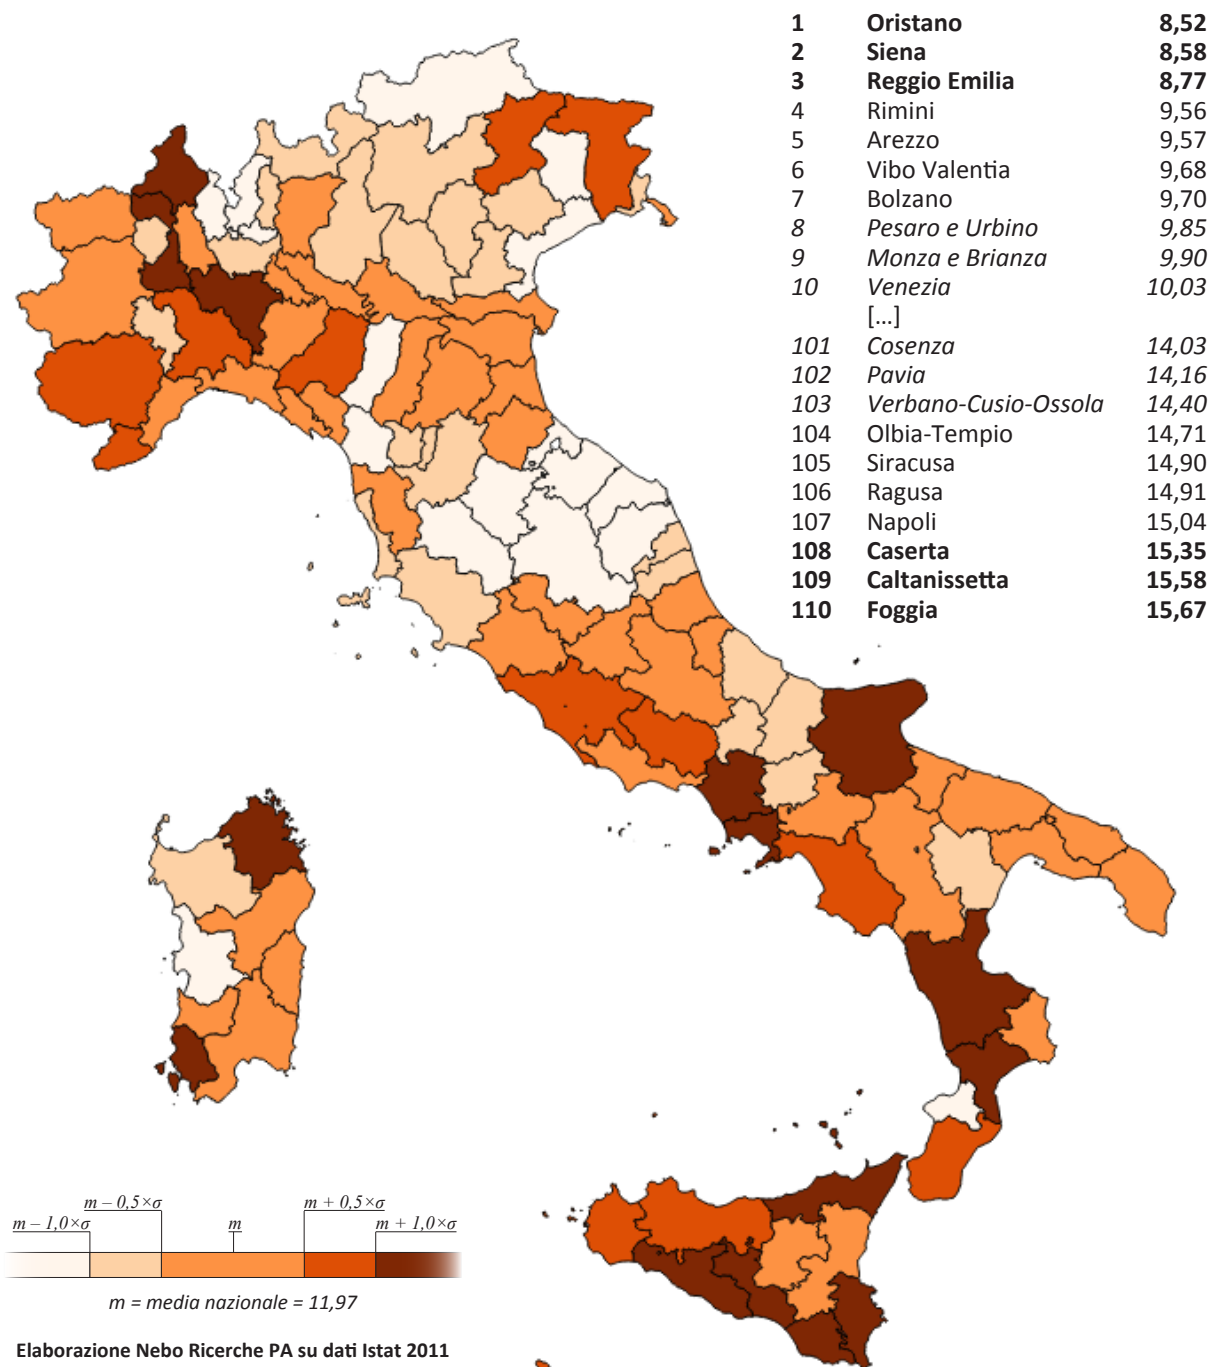 1 Oristano 8,52
2 Siena 8,58
3 Reggio Emilia 8,77
4 Rimini 9,56
5 Arezzo 9,57
6 Vibo Valentia 9,68
7 Bolzano 9,70
8 Pesaro e Urbino 9,85
9 Monza e Brianza 9,90
10 Venezia 10,03
[...]
101 Cosenza 14,03
102 Pavia 14,16
103 Verbano-Cusio-Ossola 14,40
104 Olbia-Tempio 14,71
105 Siracusa 14,90
106 Ragusa 14,91
107 Napoli 15,04
108 Caserta 15,35
109 Caltanissetta 15,58
110 Foggia 15,67
m – 0,5×σ m + 0,5×σ
m – 1,0×σ m m + 1,0×σ
m = media nazionale = 11,97
Elaborazione Nebo Ricerche PA su dati Istat 2011